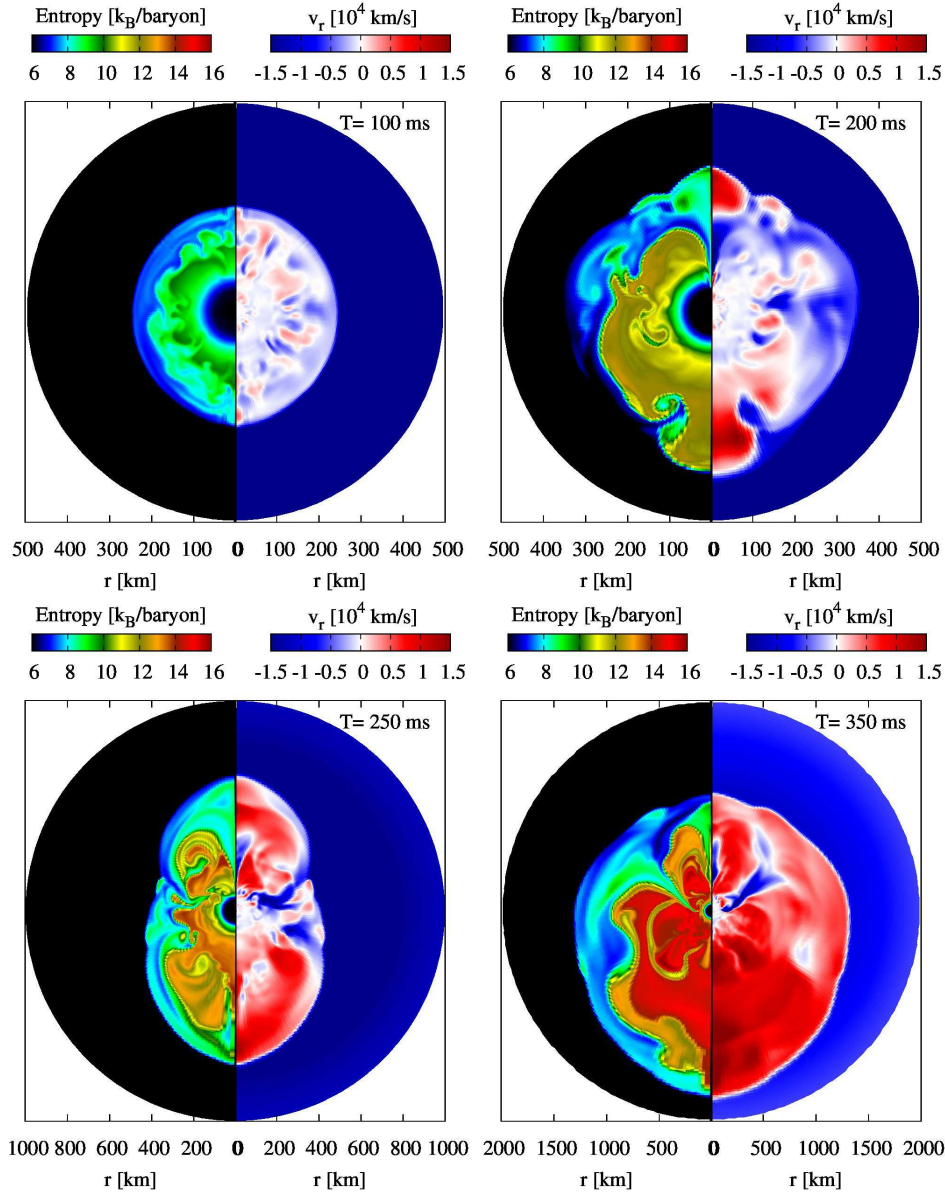 Entropy [k_B/baryon] v_r [10^4 km/s] Entropy [k_B/baryon] v_r [10^4 km/s]
6 8 10 12 14 16 -1.5 -1 -0.5 0 0.5 1 1.5 6 8 10 12 14 16 -1.5 -1 -0.5 0 0.5 1 1.5
T= 100 ms T= 200 ms
500 400 300 200 100 0 0 100 200 300 400 500 500 400 300 200 100 0 0 100 200 300 400 500
r [km] r [km] r [km] r [km]
Entropy [k_B/baryon] v_r [10^4 km/s] Entropy [k_B/baryon] v_r [10^4 km/s]
6 8 10 12 14 16 -1.5 -1 -0.5 0 0.5 1 1.5 6 8 10 12 14 16 -1.5 -1 -0.5 0 0.5 1 1.5
T= 250 ms T= 350 ms
1000 800 600 400 200 0 0 200 400 600 800 1000 2000 1500 1000 500 0 0 500 1000 1500 2000
r [km] r [km] r [km] r [km]